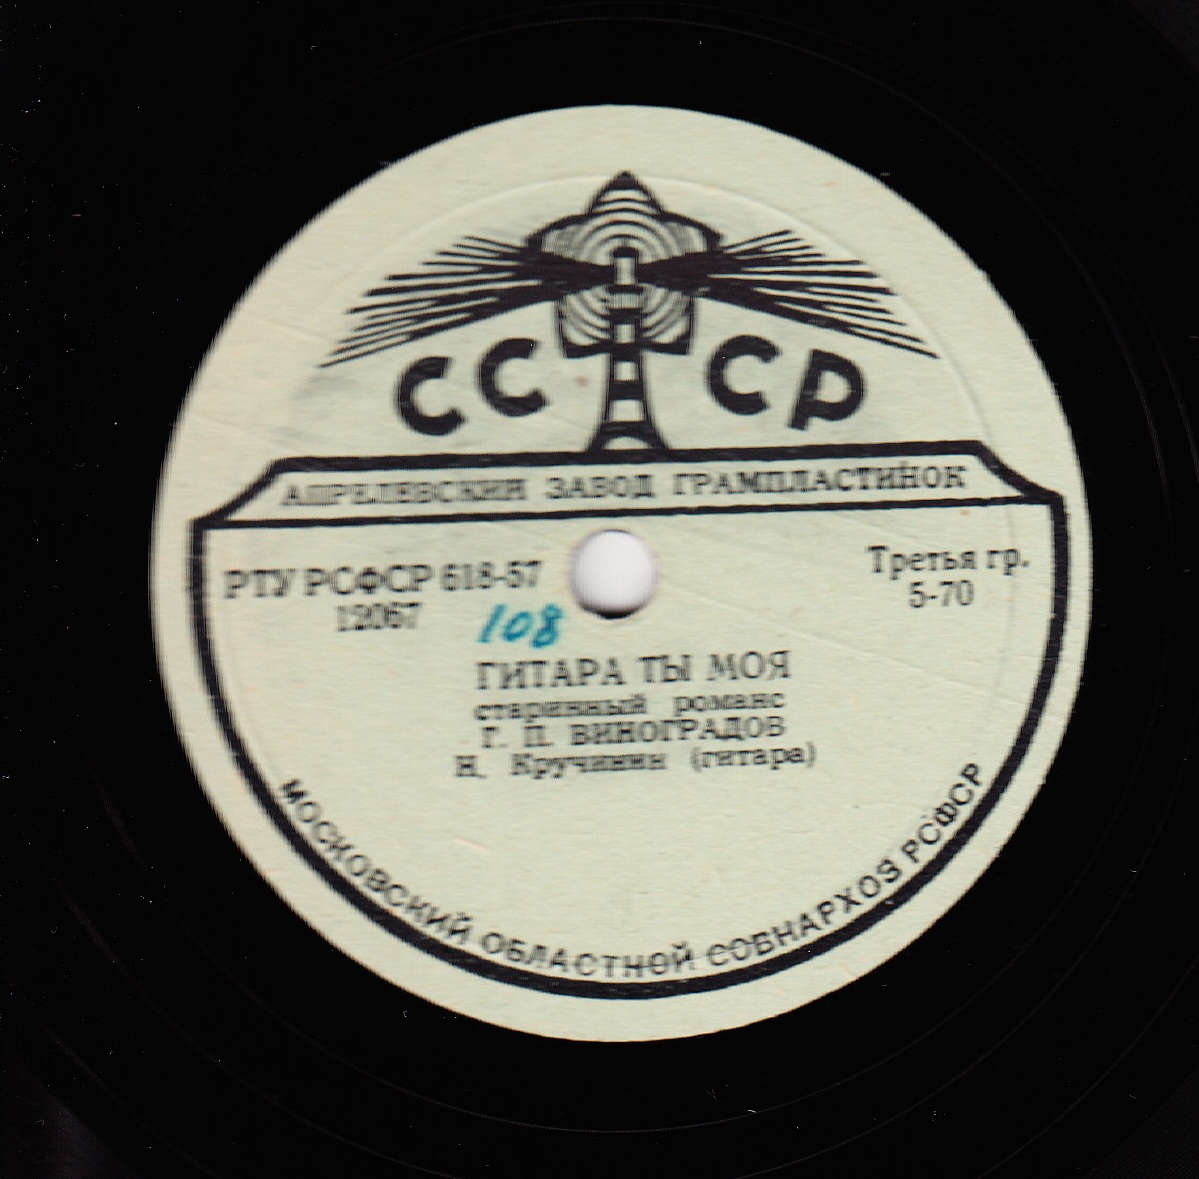 СССР
АПРЕЛЕВСКИЙ ЗАВОД ГРАМПЛАСТИНОК
РТУ РСФСР 618-57
12067
108
Третья гр.
5-70
ГИТАРА ТЫ МОЯ
старинный романс
Г. П. ВИНОГРАДОВ
Н. Кручинин (гитара)
МОСКОВСКИЙ ОБЛАСТНОЙ СОВНАРХОЗ РСФСР